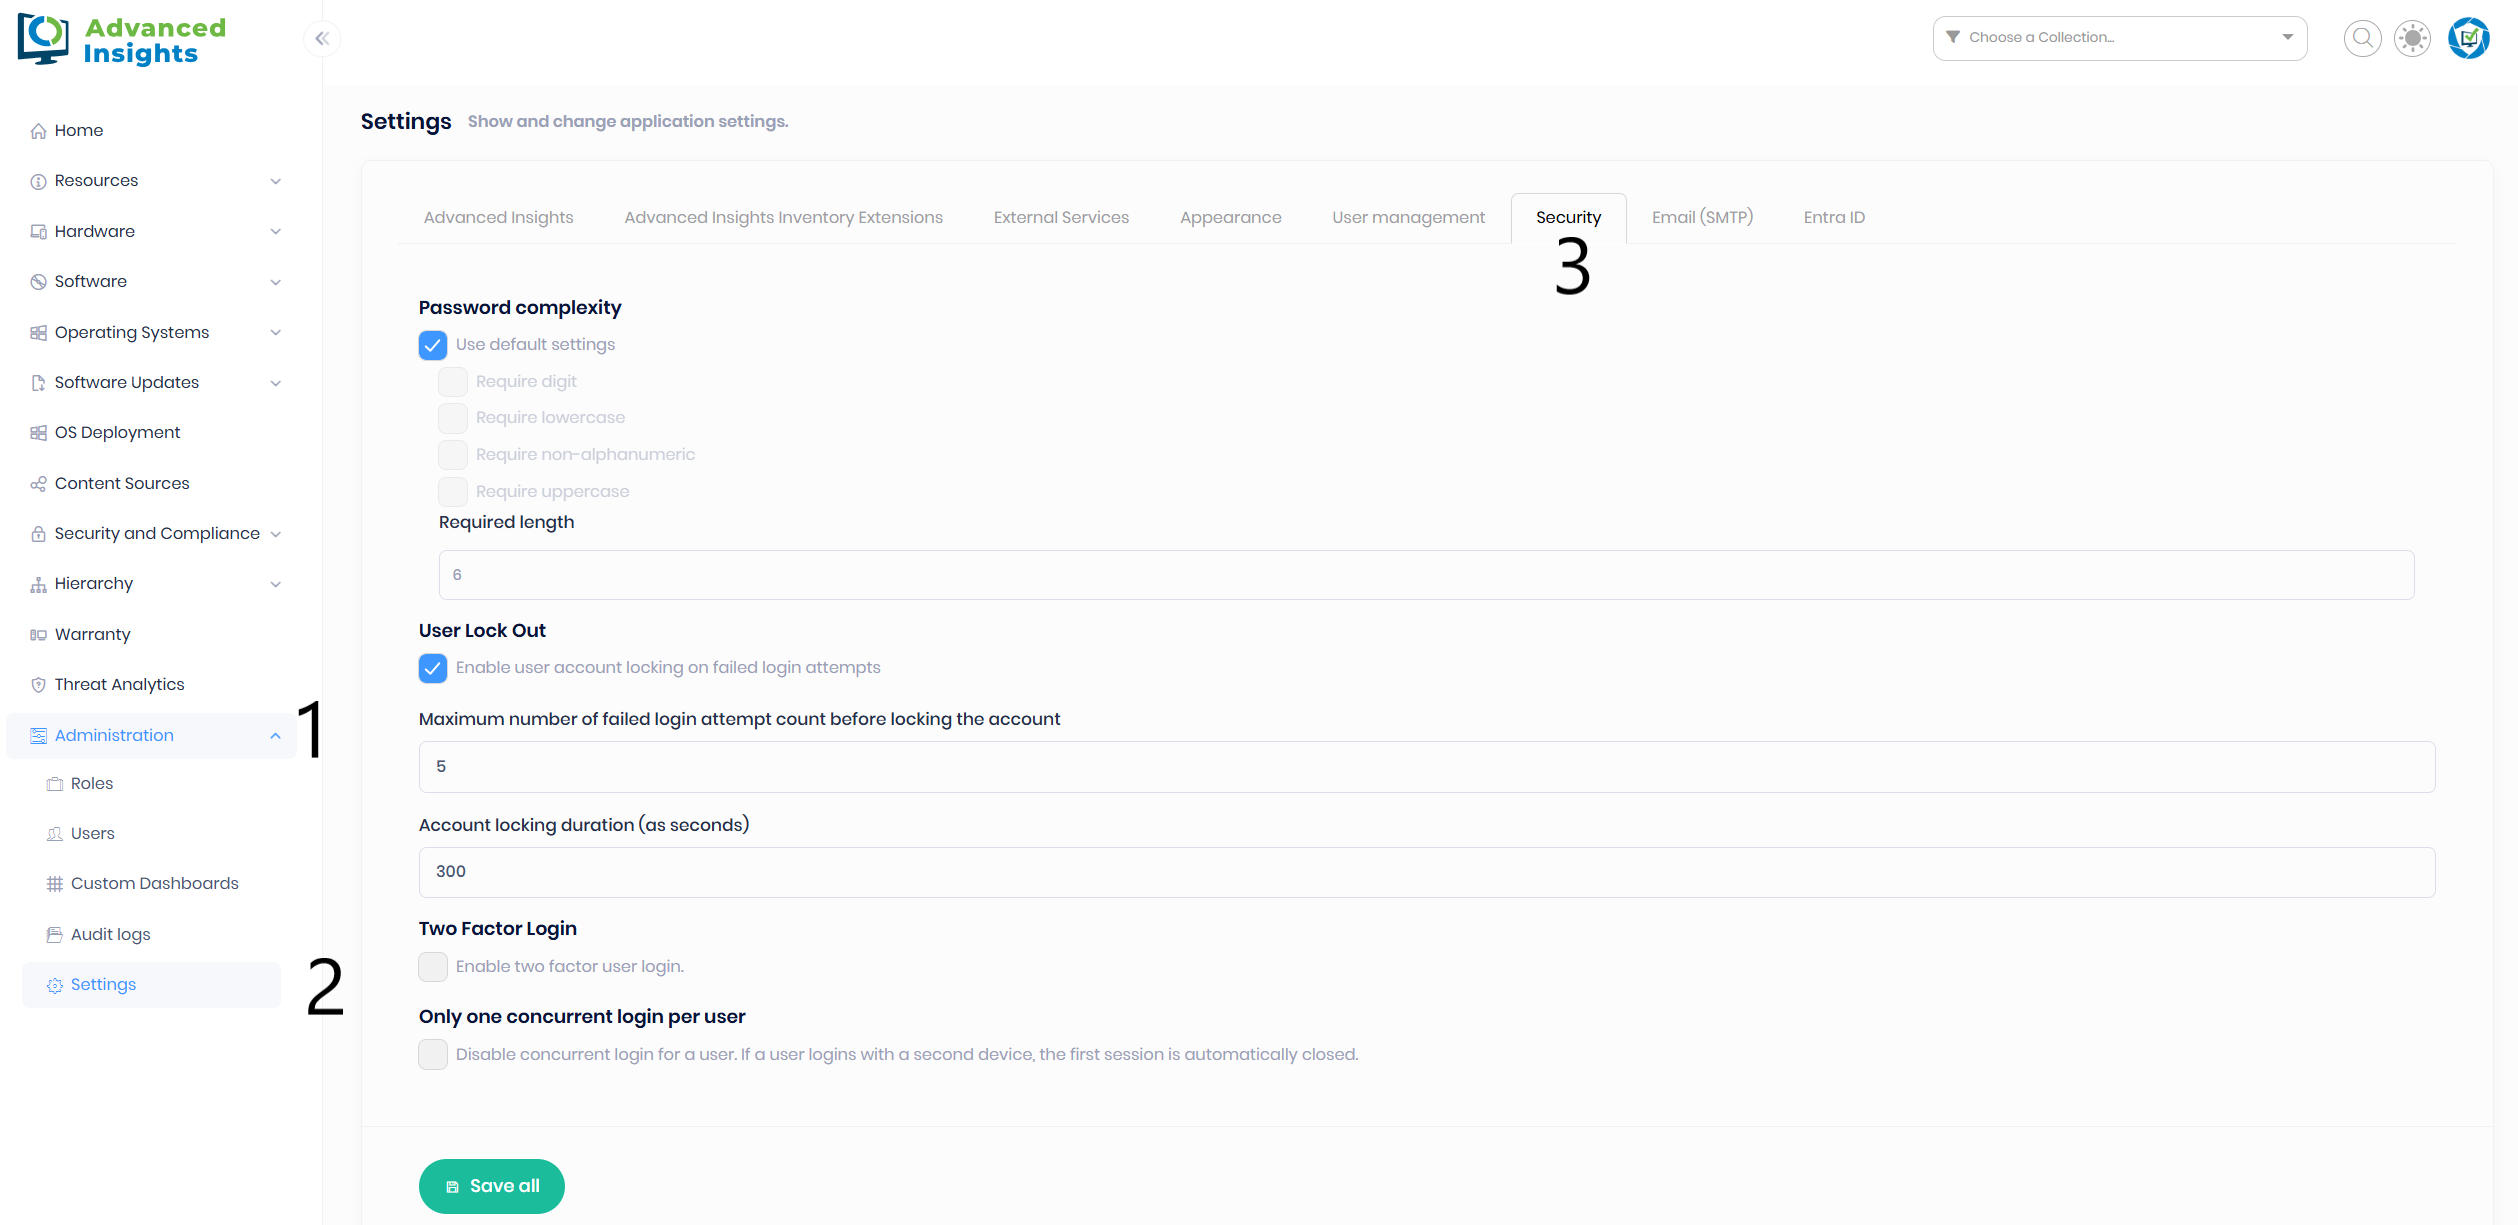 Advanced
Insights
Choose a Collection...
Home
Resources
Hardware
Software
Operating Systems
Software Updates
OS Deployment
Content Sources
Security and Compliance
Hierarchy
Warranty
Threat Analytics
Administration
1
Roles
Users
Custom Dashboards
Audit logs
Settings
2
Settings Show and change application settings.
Advanced Insights Advanced Insights Inventory Extensions External Services Appearance User management Security Email (SMTP) Entra ID
3
Password complexity
Use default settings
Require digit
Require lowercase
Require non-alphanumeric
Require uppercase
Required length
6
User Lock Out
Enable user account locking on failed login attempts
Maximum number of failed login attempt count before locking the account
5
Account locking duration (as seconds)
300
Two Factor Login
Enable two factor user login.
Only one concurrent login per user
Disable concurrent login for a user. If a user logins with a second device, the first session is automatically closed.
Save all